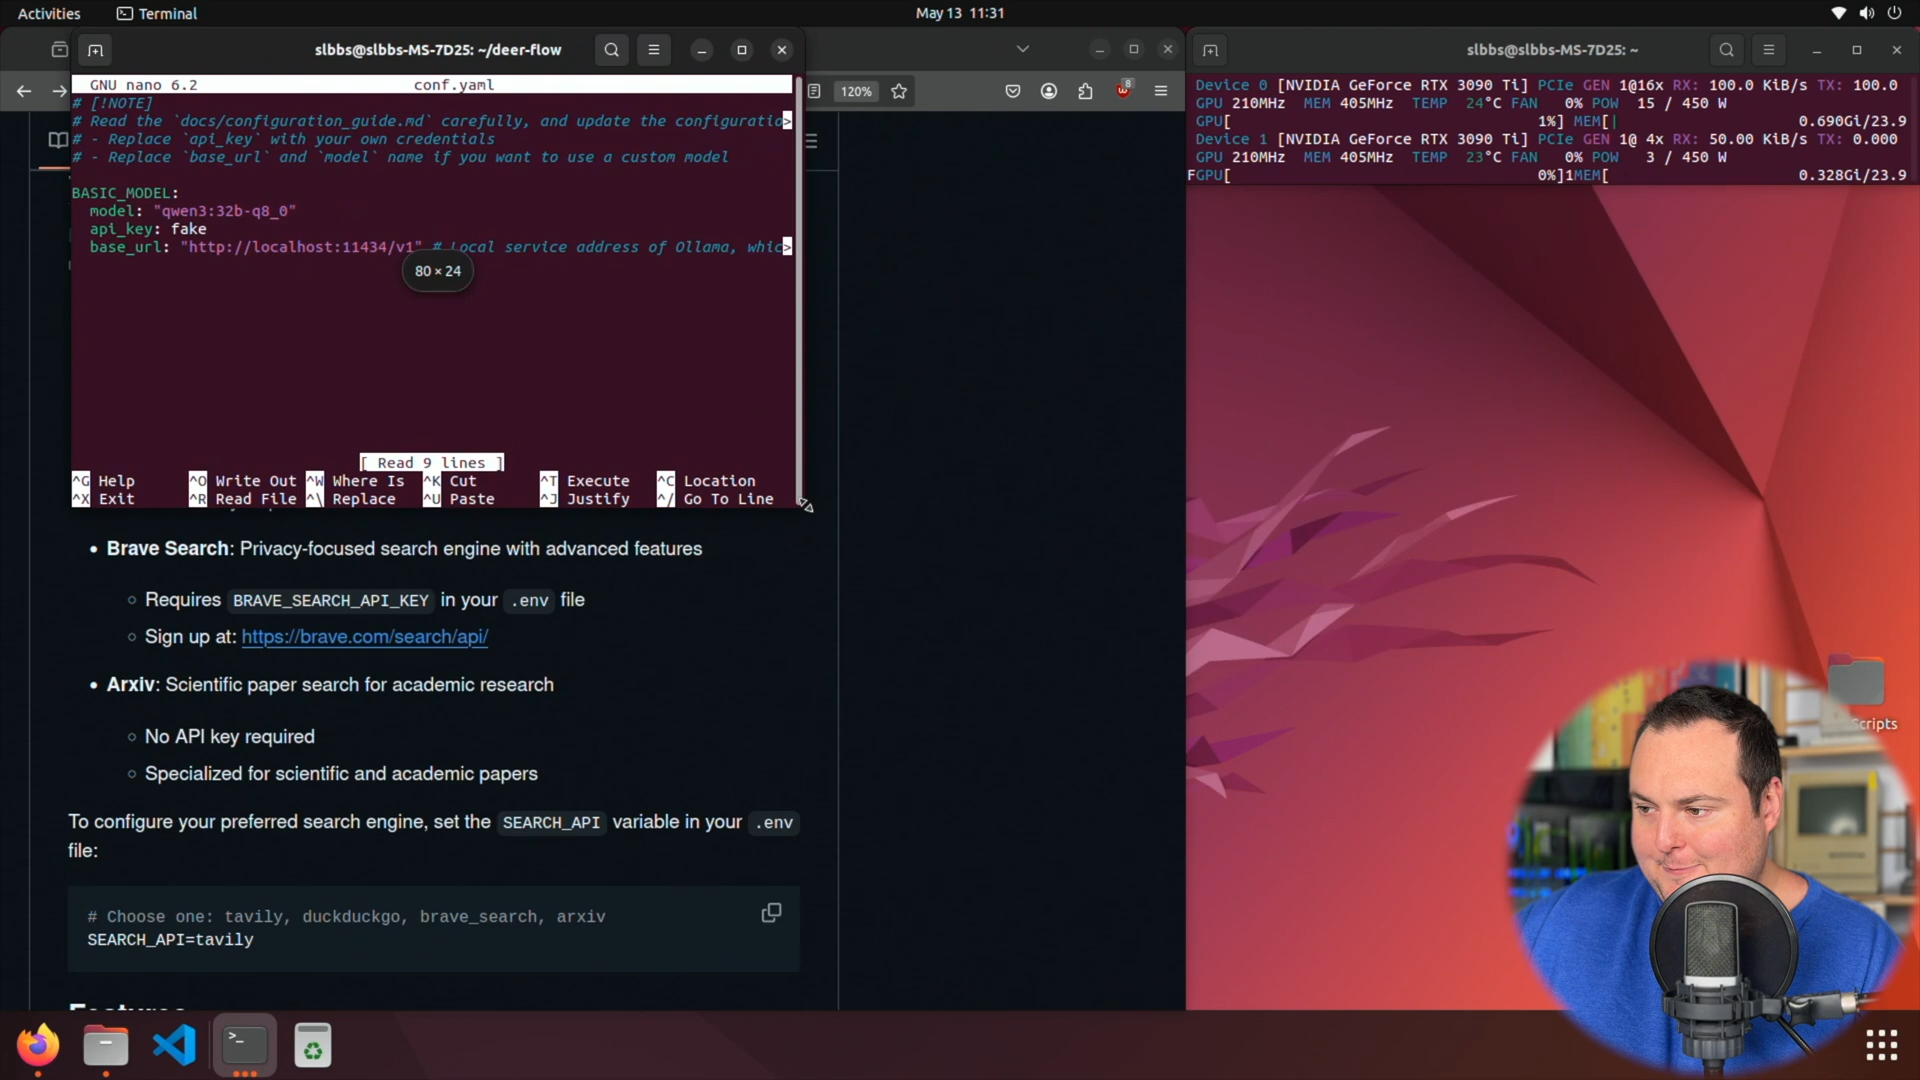 Activities
Terminal
May 13 11:31
slbbs@slbbs-MS-7D25: ~/deer-flow
GNU nano 6.2 conf.yaml
# [!NOTE]
# Read the `docs/configuration_guide.md` carefully, and update the configuratio>
# - Replace `api_key` with your own credentials
# - Replace `base_url` and `model` name if you want to use a custom model
BASIC_MODEL:
model: "qwen3:32b-q8_0"
api_key: fake
base_url: "http://localhost:11434/v1" # Local service address of Ollama, whic>
80 × 24
[ Read 9 lines ]
^G Help ^O Write Out ^W Where Is ^K Cut ^T Execute ^C Location
^X Exit ^R Read File ^\ Replace ^U Paste ^J Justify ^/ Go To Line
120%
8
• Brave Search: Privacy-focused search engine with advanced features
◦ Requires BRAVE_SEARCH_API_KEY in your .env file
◦ Sign up at: https://brave.com/search/api/
• Arxiv: Scientific paper search for academic research
◦ No API key required
◦ Specialized for scientific and academic papers
To configure your preferred search engine, set the SEARCH_API variable in your .env
file:
# Choose one: tavily, duckduckgo, brave_search, arxiv
SEARCH_API=tavily
slbbs@slbbs-MS-7D25: ~
Device 0 [NVIDIA GeForce RTX 3090 Ti] PCIe GEN 1@16x RX: 100.0 KiB/s TX: 100.0
GPU 210MHz MEM 405MHz TEMP 24°C FAN 0% POW 15 / 450 W
GPU[ 1%] MEM[| 0.690Gi/23.9
Device 1 [NVIDIA GeForce RTX 3090 Ti] PCIe GEN 1@ 4x RX: 50.00 KiB/s TX: 0.000
GPU 210MHz MEM 405MHz TEMP 23°C FAN 0% POW 3 / 450 W
FGPU[ 0%]1MEM[ 0.328Gi/23.9
Scripts